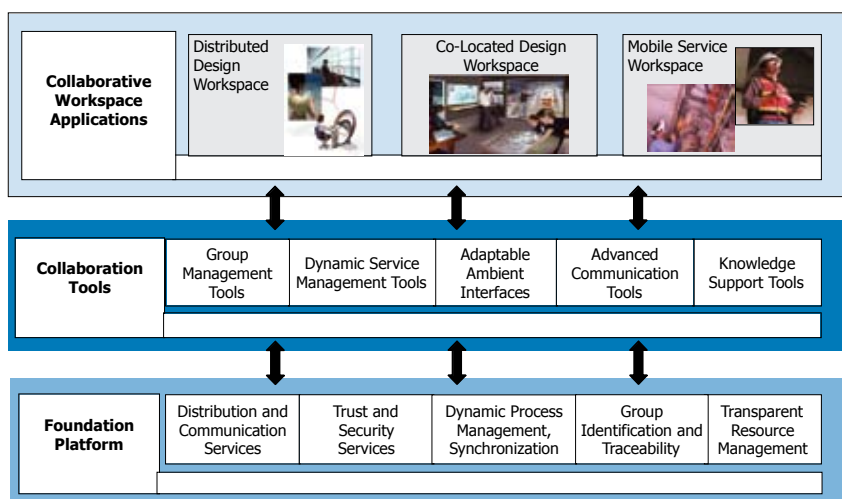 Collaborative
Workspace
Applications
Distributed
Design
Workspace
Co-Located Design
Workspace
Mobile Service
Workspace
Collaboration
Tools
Group
Management
Tools
Dynamic Service
Management Tools
Adaptable
Ambient
Interfaces
Advanced
Communication
Tools
Knowledge
Support Tools
Foundation
Platform
Distribution and
Communication
Services
Trust and
Security
Services
Dynamic Process
Management,
Synchronization
Group
Identification and
Traceability
Transparent
Resource
Management